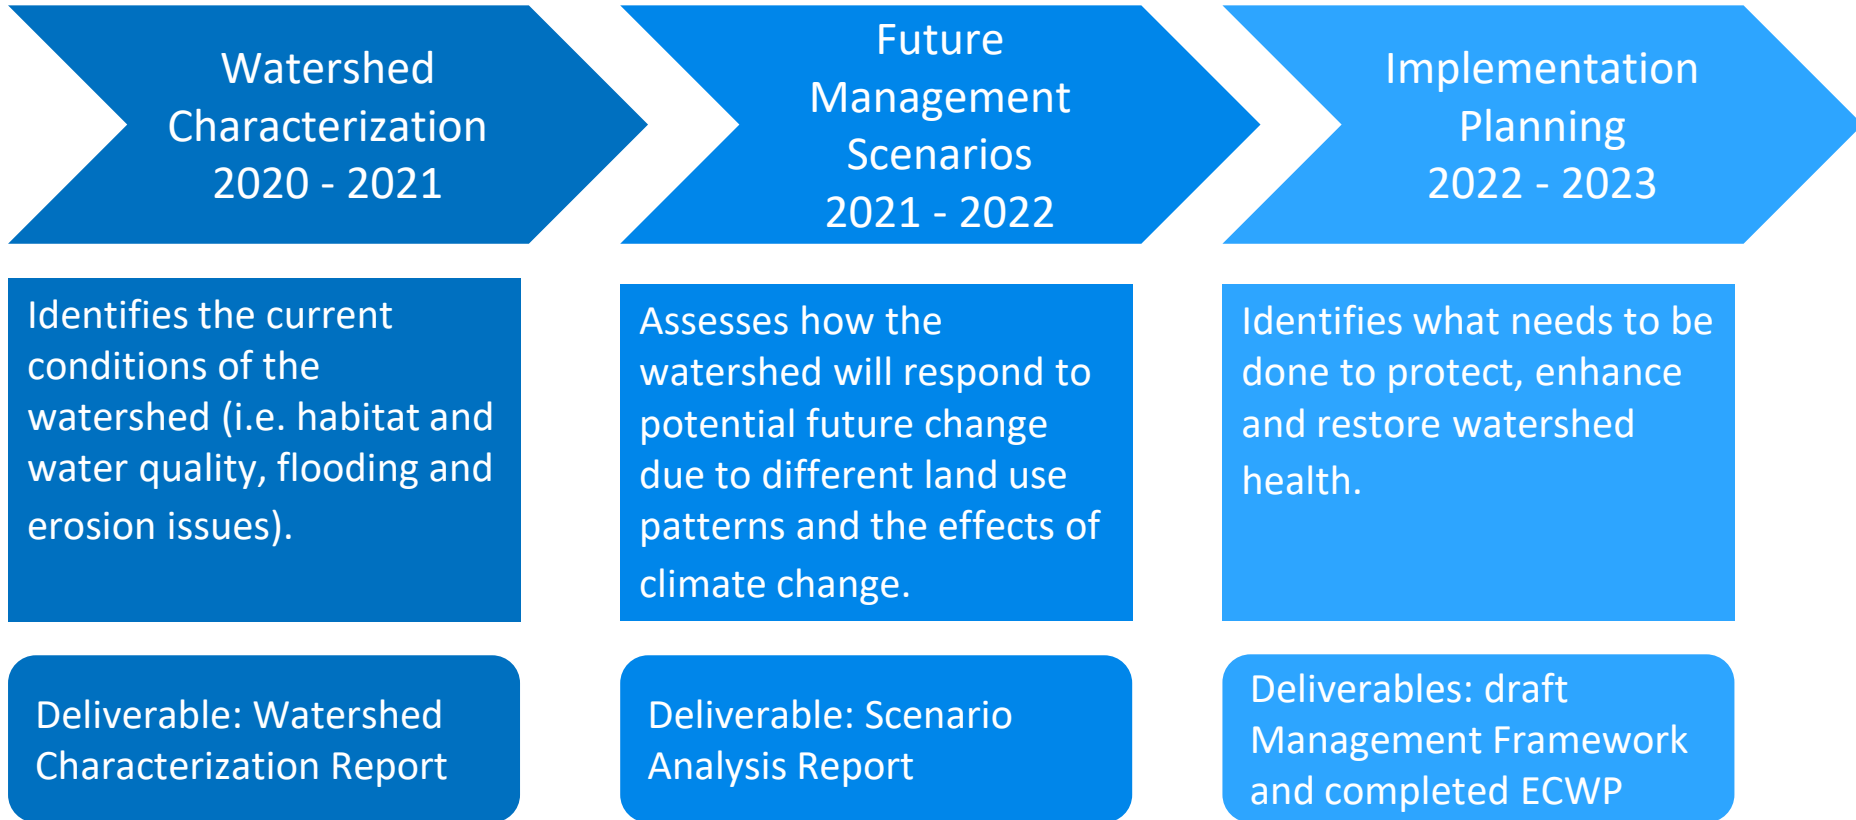 Watershed
Characterization
2020 - 2021
Future
Management
Scenarios
2021 - 2022
Implementation
Planning
2022 - 2023
Identifies the current
conditions of the
watershed (i.e. habitat and
water quality, flooding and
erosion issues).
Assesses how the
watershed will respond to
potential future change
due to different land use
patterns and the effects of
climate change.
Identifies what needs to be
done to protect, enhance
and restore watershed
health.
Deliverable: Watershed
Characterization Report
Deliverable: Scenario
Analysis Report
Deliverables: draft
Management Framework
and completed ECWP